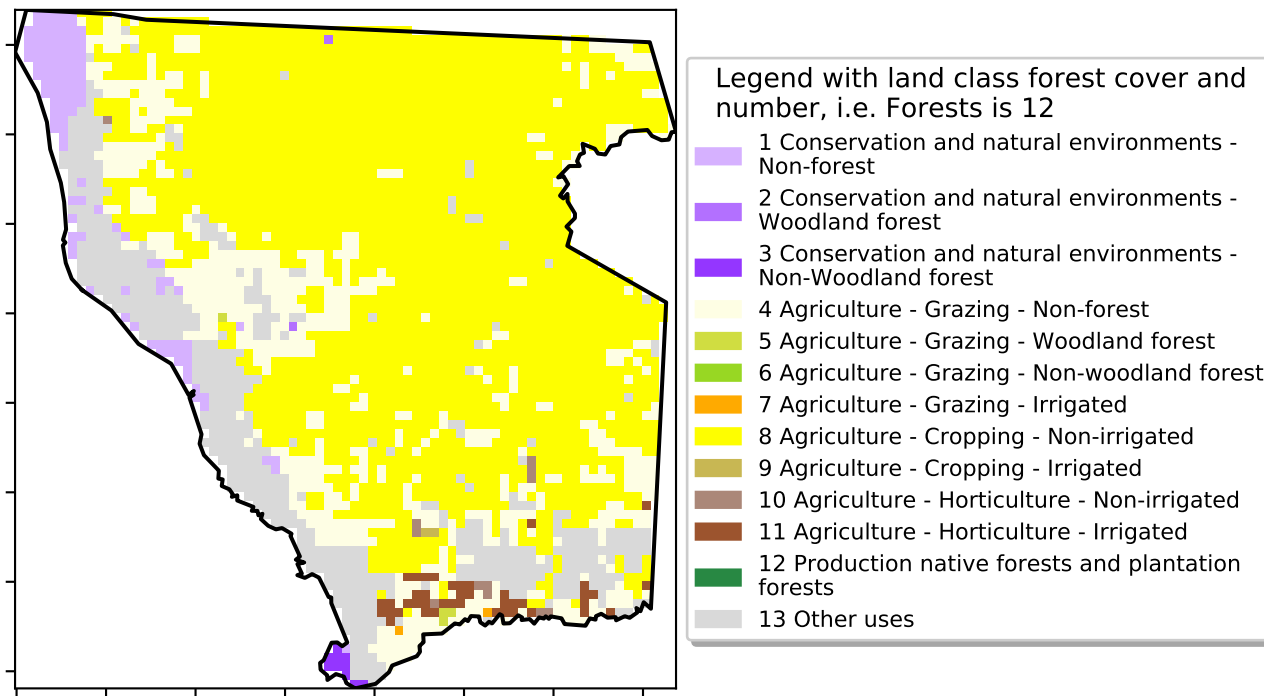 Legend with land class forest cover and
number, i.e. Forests is 12
1 Conservation and natural environments -
Non-forest
2 Conservation and natural environments -
Woodland forest
3 Conservation and natural environments -
Non-Woodland forest
4 Agriculture - Grazing - Non-forest
5 Agriculture - Grazing - Woodland forest
6 Agriculture - Grazing - Non-woodland forest
7 Agriculture - Grazing - Irrigated
8 Agriculture - Cropping - Non-irrigated
9 Agriculture - Cropping - Irrigated
10 Agriculture - Horticulture - Non-irrigated
11 Agriculture - Horticulture - Irrigated
12 Production native forests and plantation
forests
13 Other uses